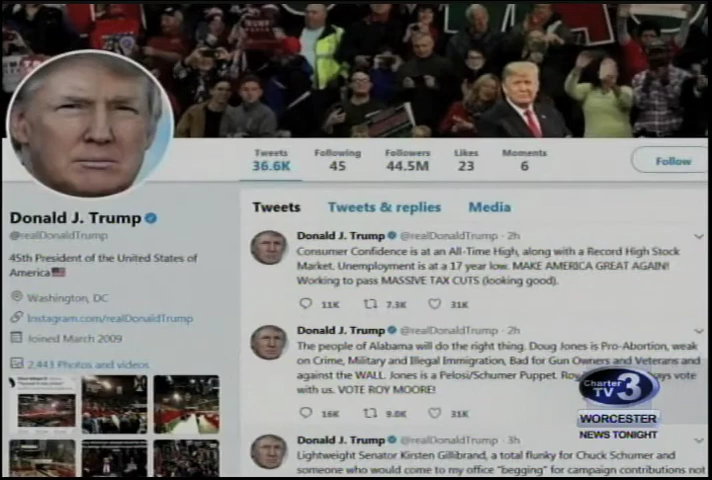 Tweets Following Followers Likes Moments
36.6K 45 44.5M 23 6 Follow
Donald J. Trump
@realDonaldTrump
45th President of the United States of
America
Washington, DC
Instagram.com/realDonaldTrump
Joined March 2009
2,443 Photos and videos
Tweets Tweets & replies Media
Donald J. Trump @realDonaldTrump · 2h
Consumer Confidence is at an All-Time High, along with a Record High Stock
Market. Unemployment is at a 17 year low. MAKE AMERICA GREAT AGAIN!
Working to pass MASSIVE TAX CUTS (looking good).
11K 7.3K 31K
Donald J. Trump @realDonaldTrump · 2h
The people of Alabama will do the right thing. Doug Jones is Pro-Abortion, weak
on Crime, Military and Illegal Immigration, Bad for Gun Owners and Veterans and
against the WALL. Jones is a Pelosi/Schumer Puppet. Roy vote
with us. VOTE ROY MOORE!
16K 9.0K 31K
Donald J. Trump @realDonaldTrump · 3h
Lightweight Senator Kirsten Gillibrand, a total flunky for Chuck Schumer and
someone who would come to my office "begging" for campaign contributions not
Charter
TV 3
WORCESTER
NEWS TONIGHT